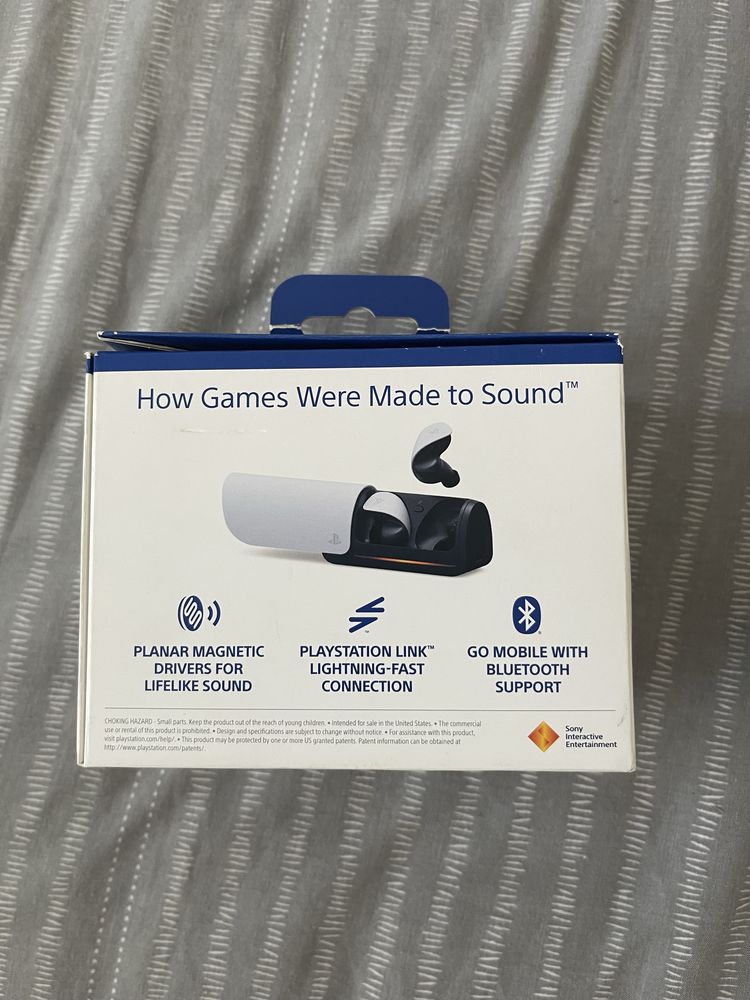 How Games Were Made to Sound™
PLANAR MAGNETIC
DRIVERS FOR
LIFELIKE SOUND
PLAYSTATION LINK™
LIGHTNING-FAST
CONNECTION
GO MOBILE WITH
BLUETOOTH
SUPPORT
CHOKING HAZARD - Small parts. Keep the product out of the reach of young children. • Intended for sale in the United States. • The commercial
use or rental of this product is prohibited. • Design and specifications are subject to change without notice. • For assistance with this product,
visit playstation.com/help/. • This product may be protected by one or more US granted patents. Patent information can be obtained at
http://www.playstation.com/patents/.
Sony
Interactive
Entertainment